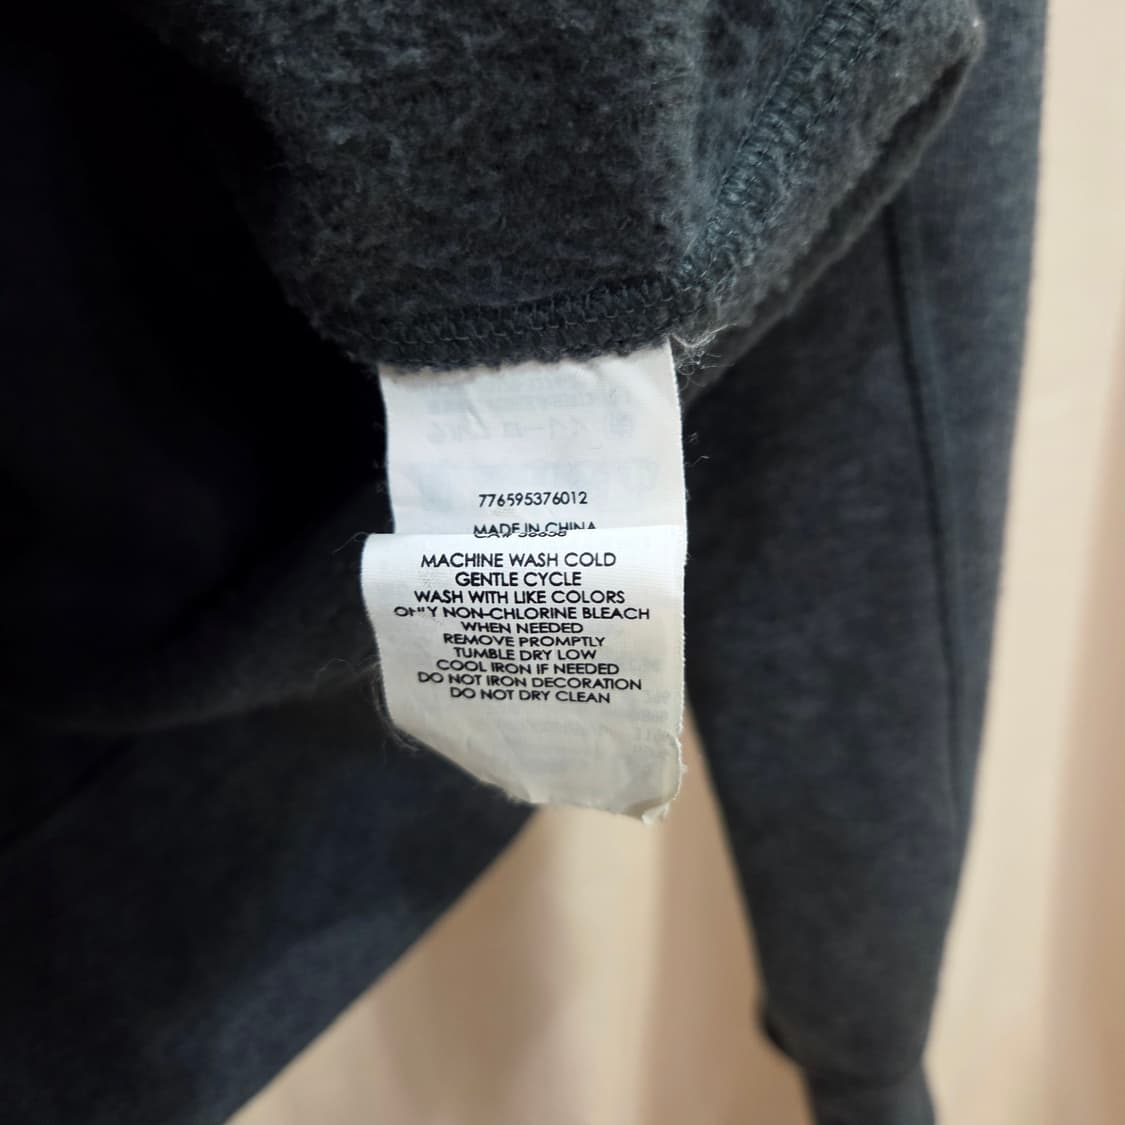 776595376012
MADE IN CHINA
MACHINE WASH COLD
GENTLE CYCLE
WASH WITH LIKE COLORS
ONLY NON-CHLORINE BLEACH
WHEN NEEDED
REMOVE PROMPTLY
TUMBLE DRY LOW
COOL IRON IF NEEDED
DO NOT IRON DECORATION
DO NOT DRY CLEAN